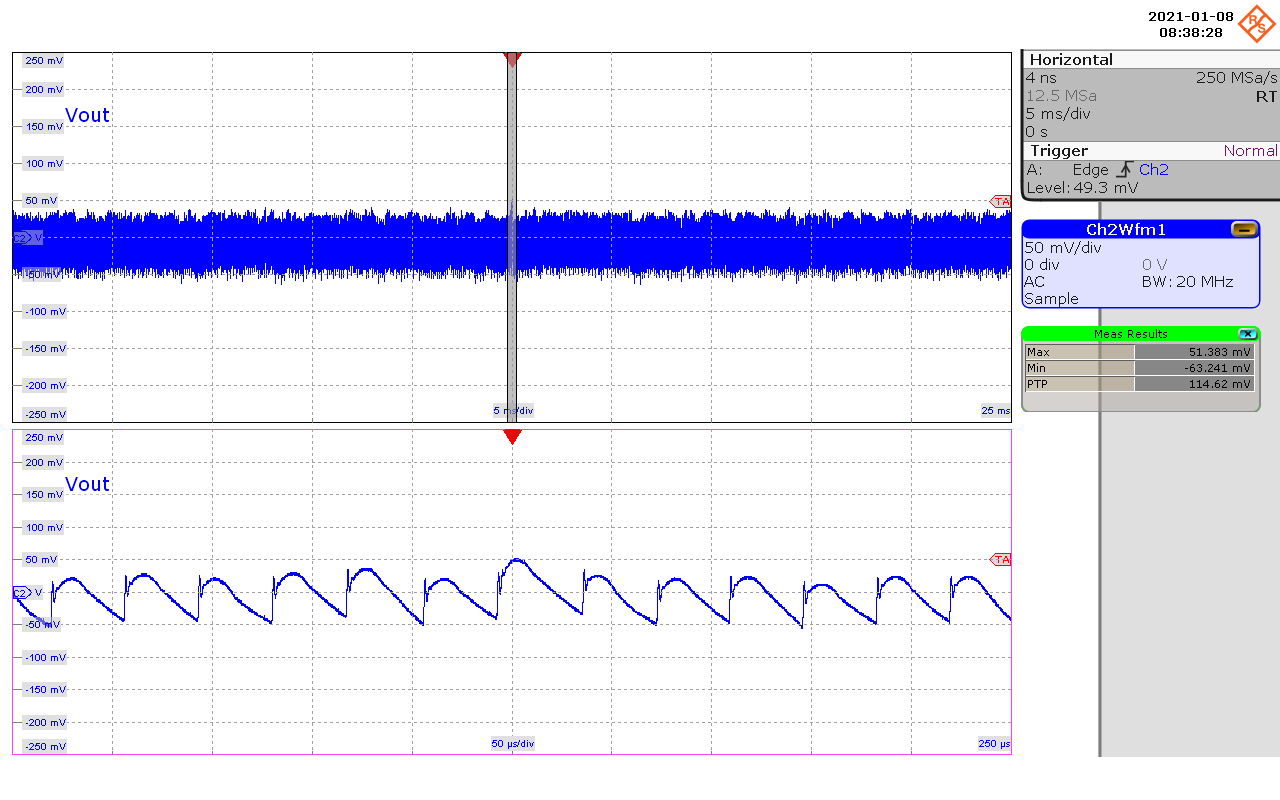 2021-01-08
08:38:28
R S
250 mV
200 mV
Vout
150 mV
100 mV
50 mV
TA
C2 V
-50 mV
-100 mV
-150 mV
-200 mV
-250 mV
5 ms/div
25 ms
250 mV
200 mV
Vout
150 mV
100 mV
50 mV
TA
C2 V
-50 mV
-100 mV
-150 mV
-200 mV
-250 mV
50 µs/div
250 µs
Horizontal
4 ns 250 MSa/s
12.5 MSa RT
5 ms/div
0 s
Trigger Normal
A: Edge Ch2
Level: 49.3 mV
Ch2Wfm1
50 mV/div
0 div 0 V
AC BW: 20 MHz
Sample
Meas Results
Max 51.383 mV
Min -63.241 mV
PTP 114.62 mV